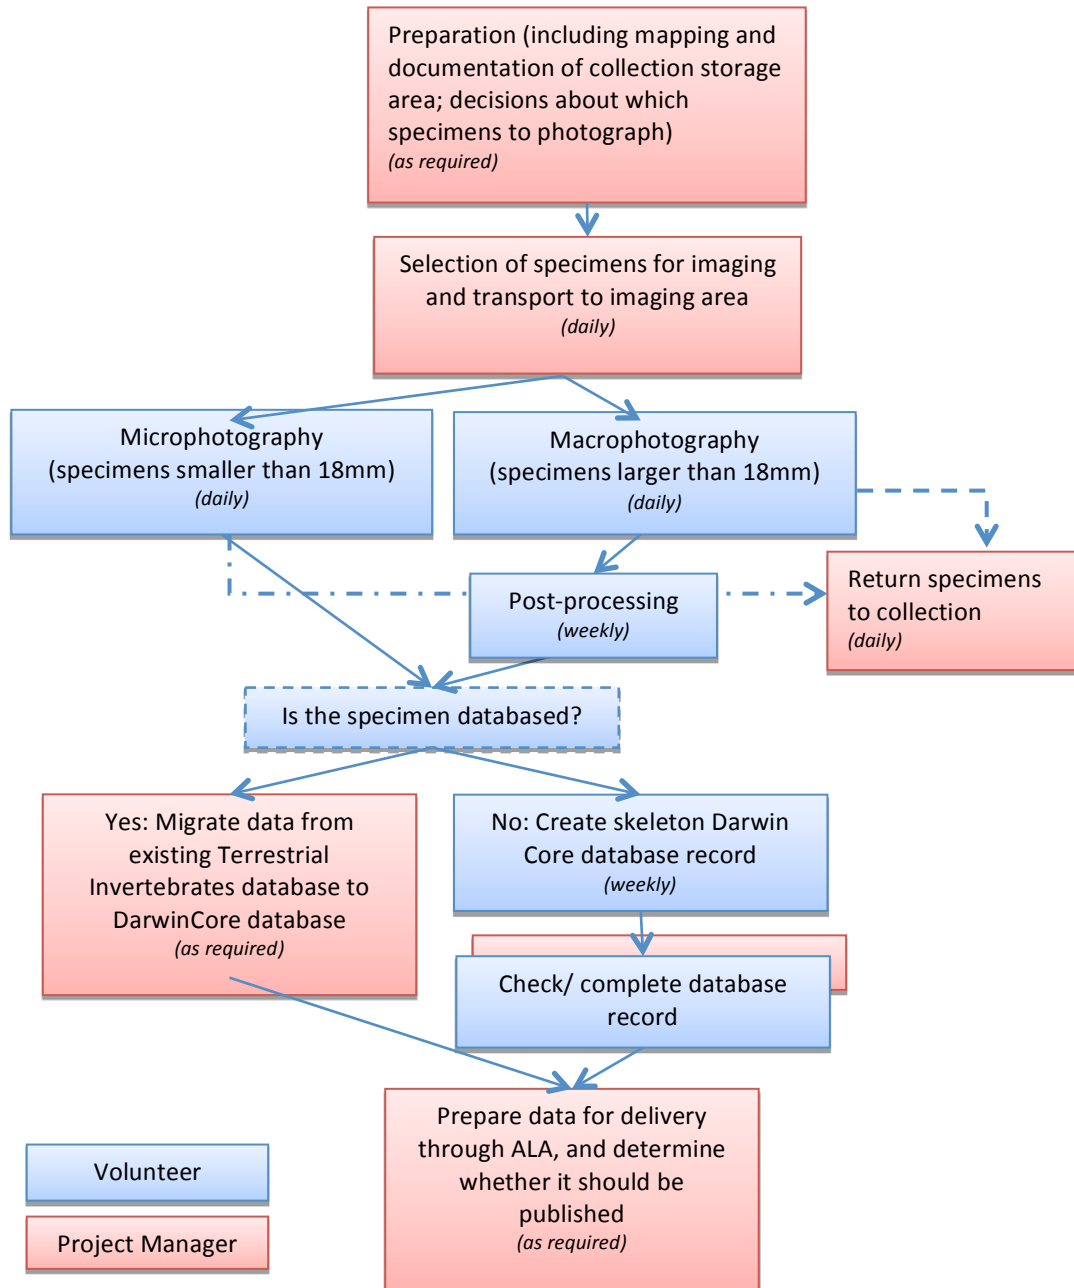 Preparation (including mapping and
documentation of collection storage
area; decisions about which
specimens to photograph)
(as required)
Selection of specimens for imaging
and transport to imaging area
(daily)
Microphotography
(specimens smaller than 18mm)
(daily)
Macrophotography
(specimens larger than 18mm)
(daily)
Post-processing
(weekly)
Return specimens
to collection
(daily)
Is the specimen databased?
Yes: Migrate data from
existing Terrestrial
Invertebrates database to
DarwinCore database
(as required)
No: Create skeleton Darwin
Core database record
(weekly)
Check/ complete database
record
Prepare data for delivery
through ALA, and determine
whether it should be
published
(as required)
Volunteer
Project Manager